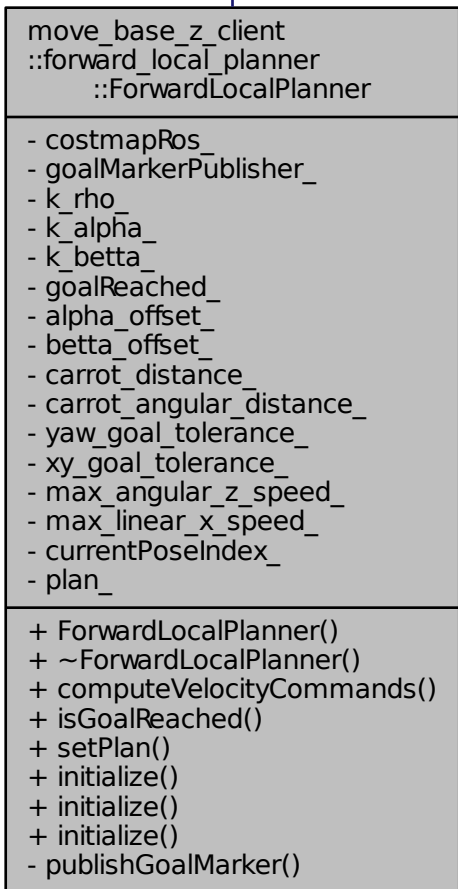 move_base_z_client
::forward_local_planner
::ForwardLocalPlanner
- costmapRos_
- goalMarkerPublisher_
- k_rho_
- k_alpha_
- k_betta_
- goalReached_
- alpha_offset_
- betta_offset_
- carrot_distance_
- carrot_angular_distance_
- yaw_goal_tolerance_
- xy_goal_tolerance_
- max_angular_z_speed_
- max_linear_x_speed_
- currentPoseIndex_
- plan_
+ ForwardLocalPlanner()
+ ~ForwardLocalPlanner()
+ computeVelocityCommands()
+ isGoalReached()
+ setPlan()
+ initialize()
+ initialize()
+ initialize()
- publishGoalMarker()